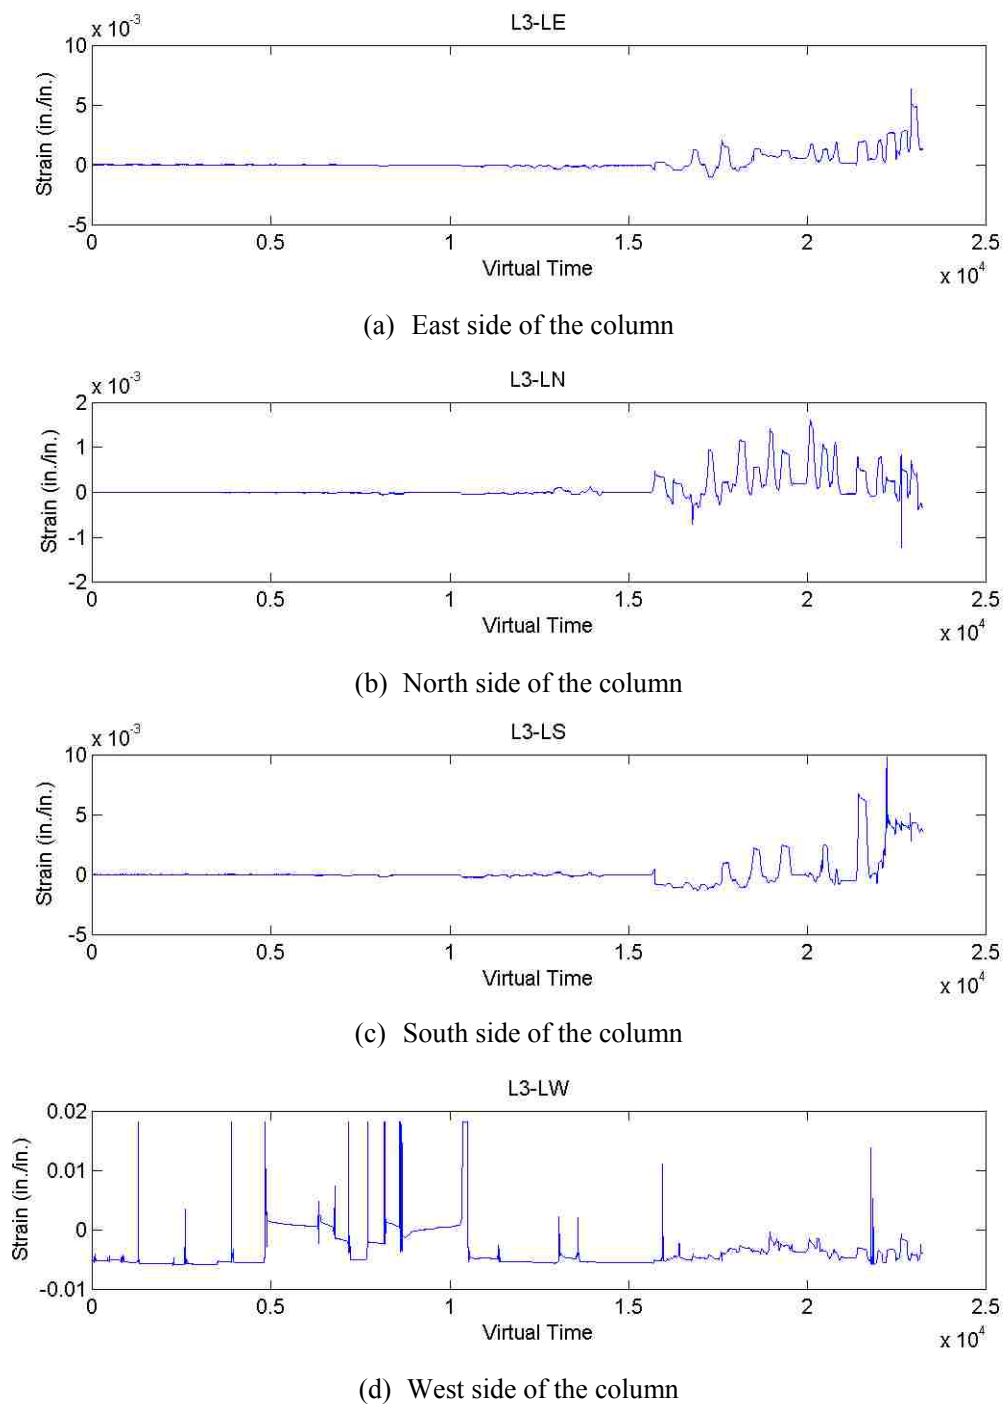 x 10-3
L3-LE
10
5
0
-5
Strain (in./in.)
0 0.5 1 1.5 2 2.5
Virtual Time
x 104
(a) East side of the column
x 10-3
L3-LN
2
1
0
-1
-2
Strain (in./in.)
0 0.5 1 1.5 2 2.5
Virtual Time
x 104
(b) North side of the column
x 10-3
L3-LS
10
5
0
-5
Strain (in./in.)
0 0.5 1 1.5 2 2.5
Virtual Time
x 104
(c) South side of the column
L3-LW
0.02
0.01
0
-0.01
Strain (in./in.)
0 0.5 1 1.5 2 2.5
Virtual Time
x 104
(d) West side of the column